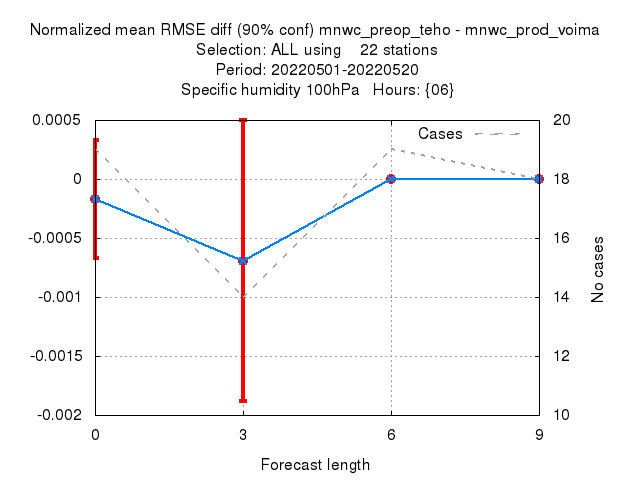 Normalized mean RMSE diff (90% conf) mnwc_preop_teho - mnwc_prod_voima
Selection: ALL using    22 stations
Period: 20220501-20220520
Specific humidity 100hPa   Hours: {06}
0.0005
0
-0.0005
-0.001
-0.0015
-0.002
Cases
20
18
16
14
12
10
No cases
0 3 6 9
Forecast length